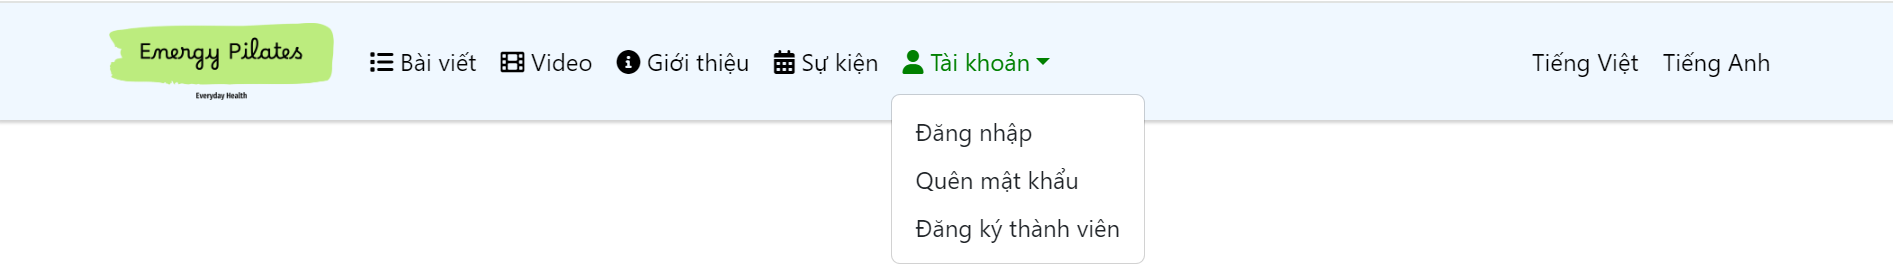 Energy Pilates
Everyday Health
Bài viết Video Giới thiệu Sự kiện Tài khoản Tiếng Việt Tiếng Anh
Đăng nhập
Quên mật khẩu
Đăng ký thành viên